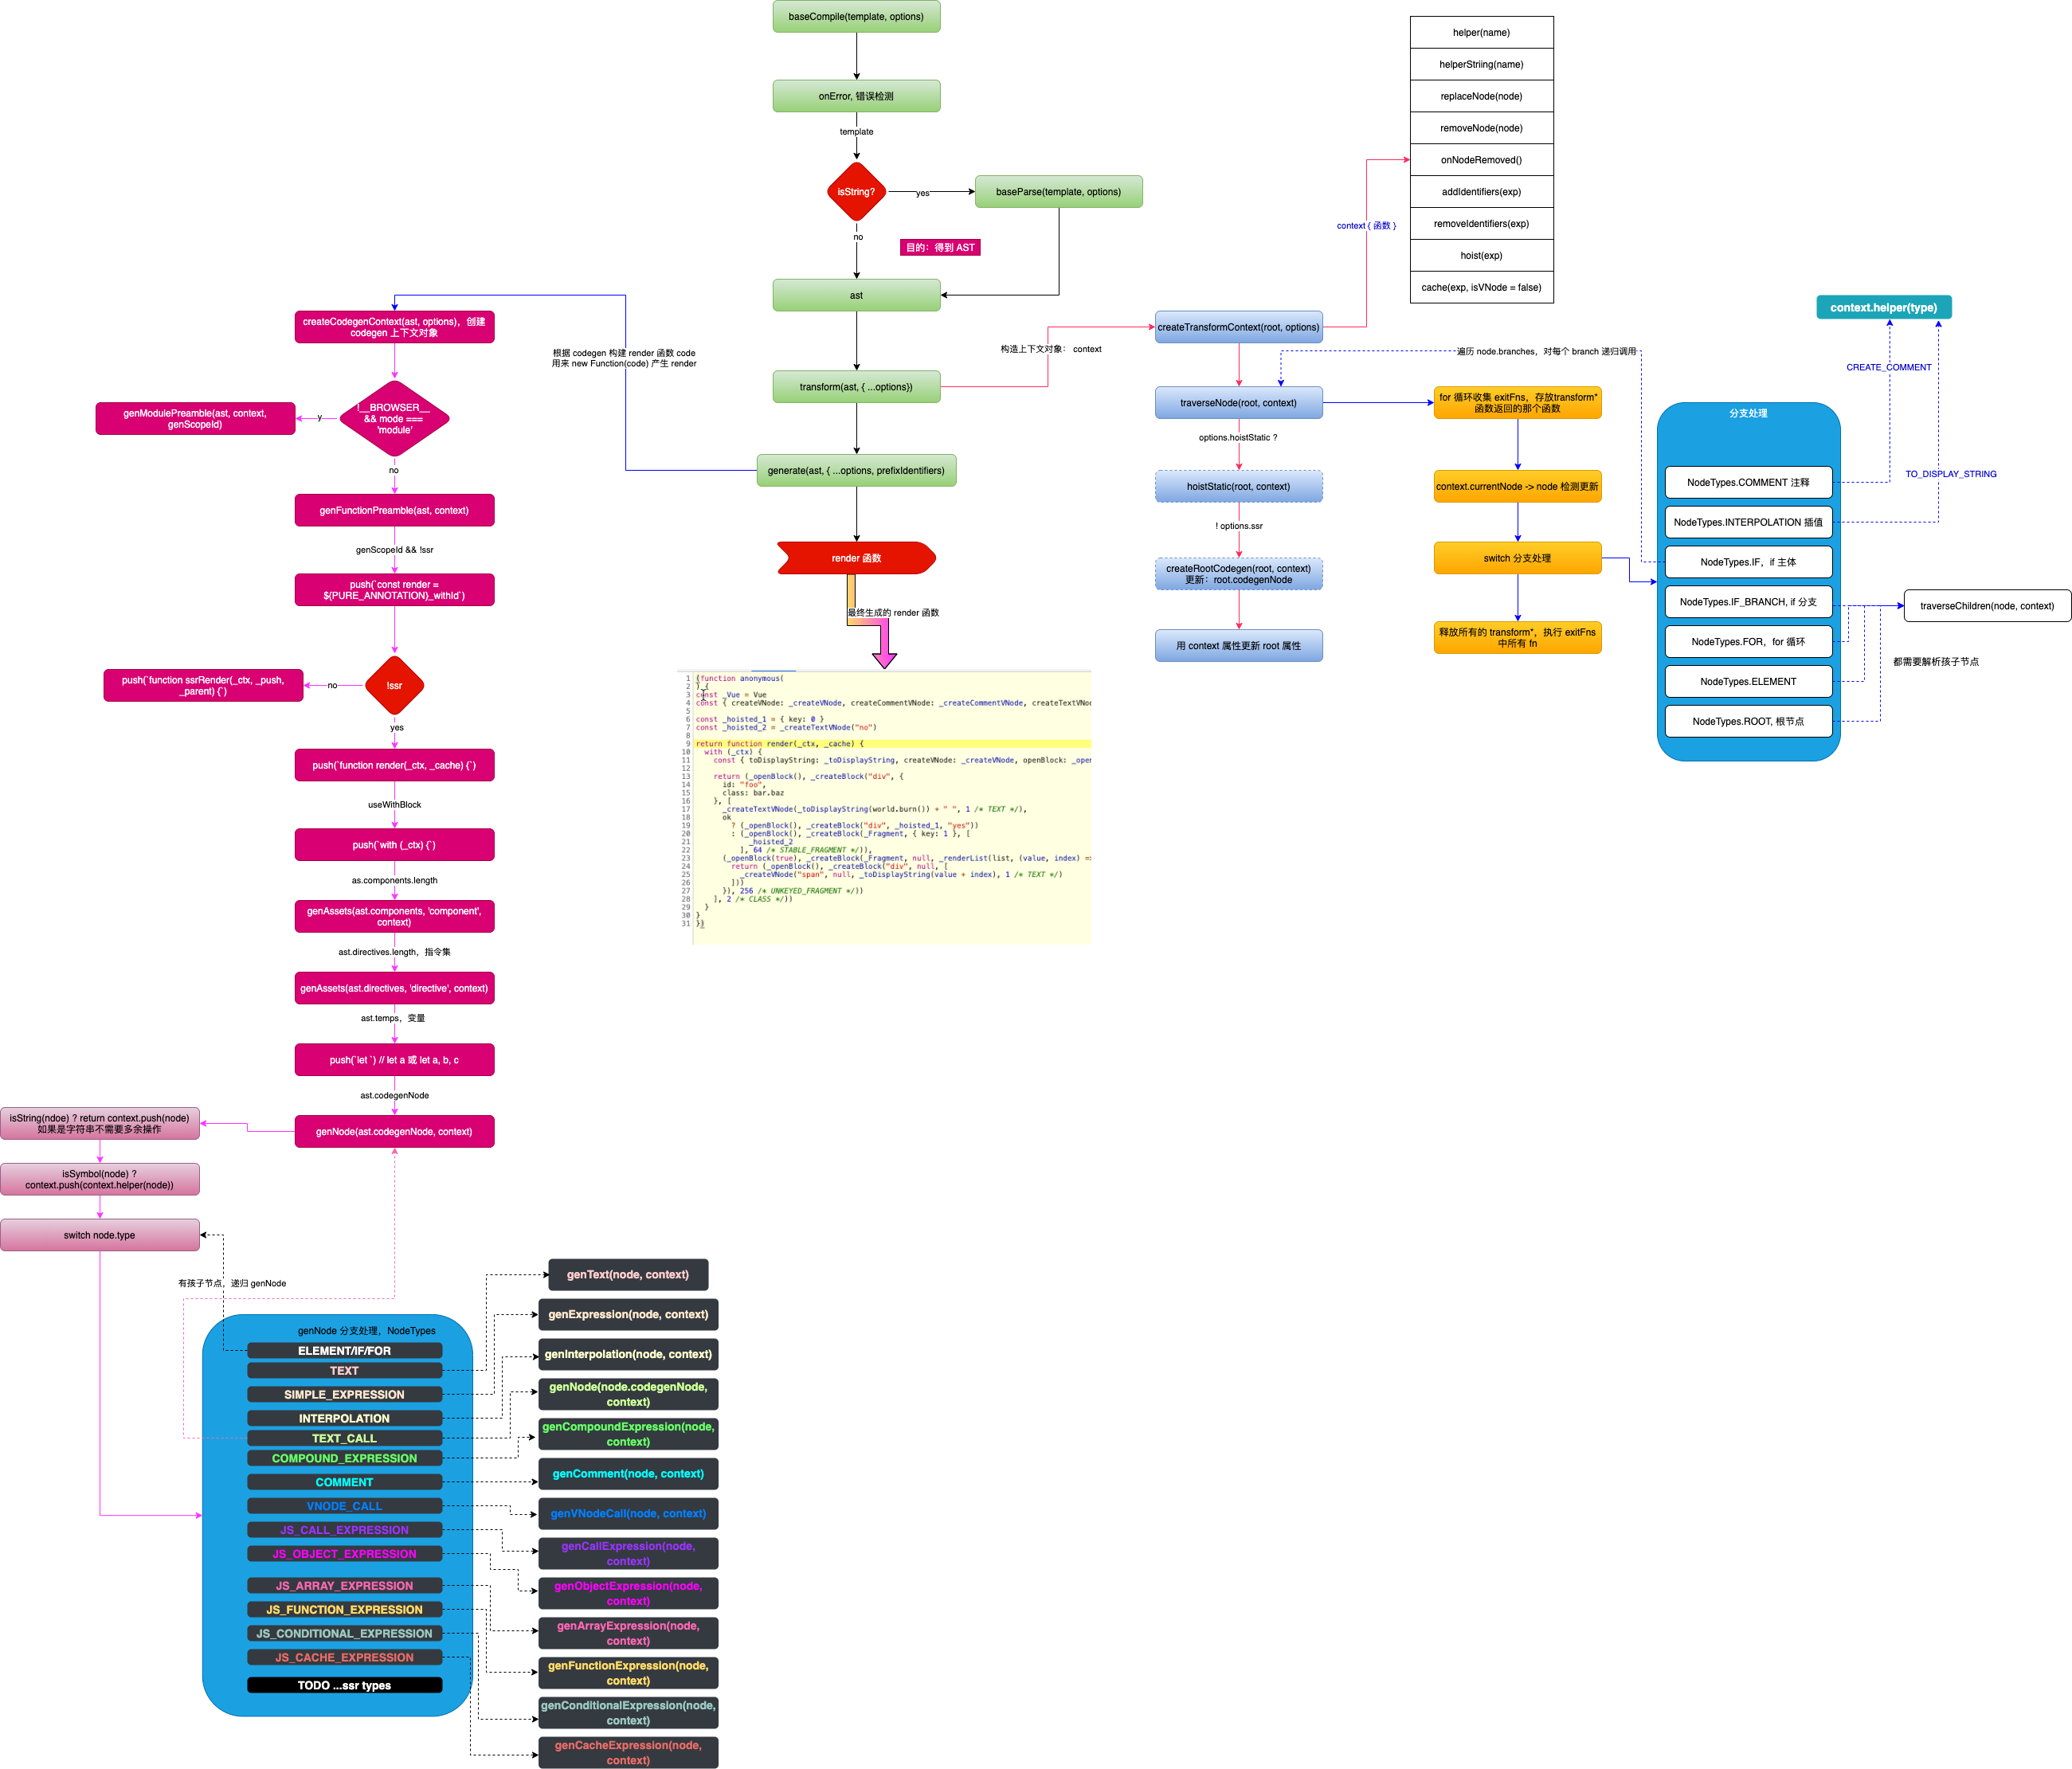 baseCompile(template, options)
onError, 错误检测
template
isString?
yes
baseParse(template, options)
no
目的：得到 AST
ast
transform(ast, { ...options})
generate(ast, { ...options, prefixIdentifiers)
render 函数
最终生成的 render 函数
根据 codegen 构建 render 函数 code
用来 new Function(code) 产生 render
构造上下文对象： context
createTransformContext(root, options)
context { 函数 }
helper(name)
helperStriing(name)
replaceNode(node)
removeNode(node)
onNodeRemoved()
addIdentifiers(exp)
removeIdentifiers(exp)
hoist(exp)
cache(exp, isVNode = false)
traverseNode(root, context)
options.hoistStatic ?
hoistStatic(root, context)
! options.ssr
createRootCodegen(root, context)
更新：root.codegenNode
用 context 属性更新 root 属性
遍历 node.branches，对每个 branch 递归调用
for 循环收集 exitFns，存放transform*
函数返回的那个函数
context.currentNode -> node 检测更新
switch 分支处理
释放所有的 transform*，执行 exitFns
中所有 fn
context.helper(type)
CREATE_COMMENT
TO_DISPLAY_STRING
分支处理
NodeTypes.COMMENT 注释
NodeTypes.INTERPOLATION 插值
NodeTypes.IF，if 主体
NodeTypes.IF_BRANCH, if 分支
NodeTypes.FOR，for 循环
NodeTypes.ELEMENT
NodeTypes.ROOT, 根节点
traverseChildren(node, context)
都需要解析孩子节点
createCodegenContext(ast, options)，创建
codegen 上下文对象
!__BROWSER__
&& mode ===
'module'
y
genModulePreamble(ast, context,
genScopeId)
no
genFunctionPreamble(ast, context)
genScopeId && !ssr
push(`const render =
${PURE_ANNOTATION}_withId`)
!ssr
no
push(`function ssrRender(_ctx, _push,
_parent) {`)
yes
push(`function render(_ctx, _cache) {`)
useWithBlock
push(`with (_ctx) {`)
as.components.length
genAssets(ast.components, 'component',
context)
ast.directives.length，指令集
genAssets(ast.directives, 'directive', context)
ast.temps，变量
push(`let `) // let a 或 let a, b, c
ast.codegenNode
genNode(ast.codegenNode, context)
isString(ndoe) ? return context.push(node)
如果是字符串不需要多余操作
isSymbol(node) ?
context.push(context.helper(node))
switch node.type
有孩子节点，递归 genNode
1 (function anonymous(
2 ) {
3 const _Vue = Vue
4 const { createVNode: _createVNode, createCommentVNode: _createCommentVNode, createTextVNo
5
6 const _hoisted_1 = { key: 0 }
7 const _hoisted_2 = _createTextVNode("no")
8
9 return function render(_ctx, _cache) {
10 with (_ctx) {
11 const { toDisplayString: _toDisplayString, createVNode: _createVNode, openBlock: _open
12
13 return (_openBlock(), _createBlock("div", {
14 id: "foo",
15 class: bar.baz
16 }, [
17 _createTextVNode(_toDisplayString(world.burn()) + " ", 1 /* TEXT */),
18 ok
19 ? (_openBlock(), _createBlock("div", _hoisted_1, "yes"))
20 : (_openBlock(), _createBlock(_Fragment, { key: 1 }, [
21 _hoisted_2
22 ], 64 /* STABLE_FRAGMENT */)),
23 (_openBlock(true), _createBlock(_Fragment, null, _renderList(list, (value, index) =>
24 return (_openBlock(), _createBlock("div", null, [
25 _createVNode("span", null, _toDisplayString(value + index), 1 /* TEXT */)
26 ]))
27 }), 256 /* UNKEYED_FRAGMENT */))
28 ], 2 /* CLASS */))
29 }
30 }
31 })
genNode 分支处理，NodeTypes
ELEMENT/IF/FOR
TEXT
SIMPLE_EXPRESSION
INTERPOLATION
TEXT_CALL
COMPOUND_EXPRESSION
COMMENT
VNODE_CALL
JS_CALL_EXPRESSION
JS_OBJECT_EXPRESSION
JS_ARRAY_EXPRESSION
JS_FUNCTION_EXPRESSION
JS_CONDITIONAL_EXPRESSION
JS_CACHE_EXPRESSION
TODO ...ssr types
genText(node, context)
genExpression(node, context)
genInterpolation(node, context)
genNode(node.codegenNode,
context)
genCompoundExpression(node,
context)
genComment(node, context)
genVNodeCall(node, context)
genCallExpression(node,
context)
genObjectExpression(node,
context)
genArrayExpression(node,
context)
genFunctionExpression(node,
context)
genConditionalExpression(node,
context)
genCacheExpression(node,
context)